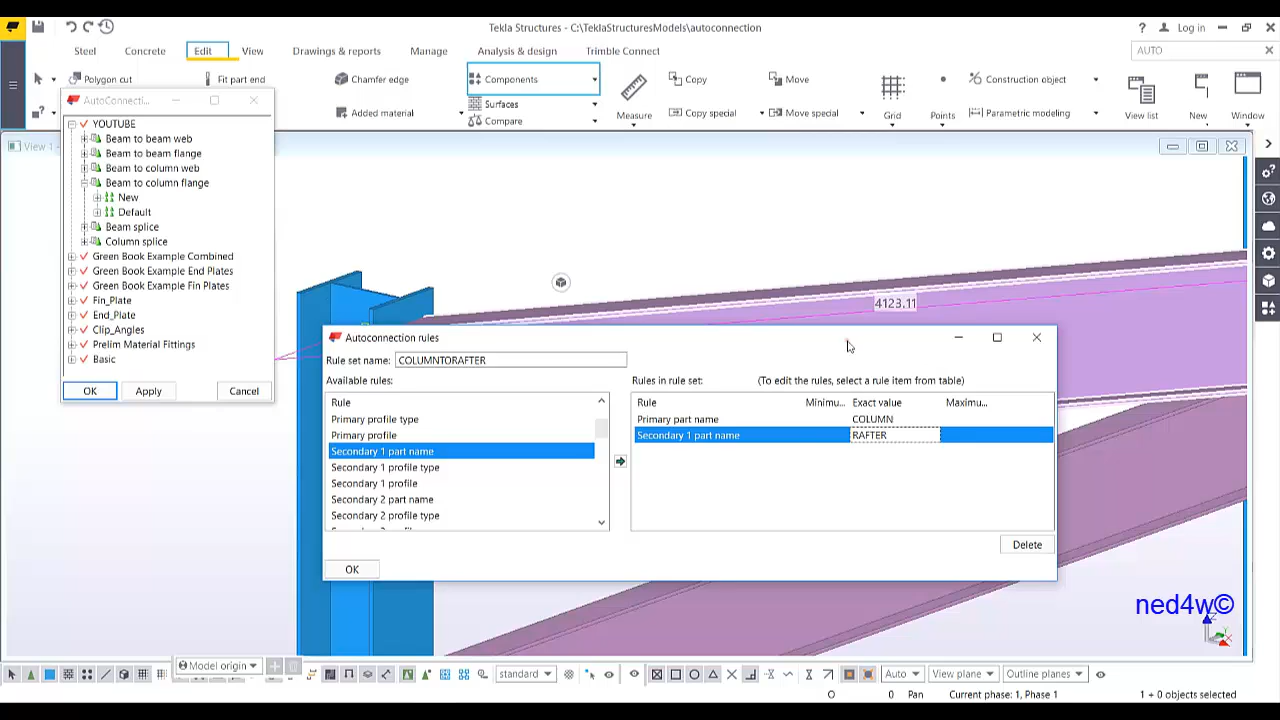 Tekla Structures - C:\TeklaStructuresModels\autoconnection
? Log in
Steel Concrete Edit View Drawings & reports Manage Analysis & design Trimble Connect AUTO
Polygon cut Fit part end Chamfer edge Components Copy Move Construction object
Surfaces
Added material Compare Measure Copy special Move special Grid Points Parametric modeling View list New Window
AutoConnecti...
View 1
YOUTUBE
Beam to beam web
Beam to beam flange
Beam to column web
Beam to column flange
New
Default
Beam splice
Column splice
Green Book Example Combined
Green Book Example End Plates
Green Book Example Fin Plates
Fin_Plate
End_Plate
Clip_Angles
Prelim Material Fittings
Basic
OK Apply Cancel
4123.11
Autoconnection rules
Rule set name: COLUMNTORAFTER
Available rules:
Rule
Primary profile type
Primary profile
Secondary 1 part name
Secondary 1 profile type
Secondary 1 profile
Secondary 2 part name
Secondary 2 profile type
Rules in rule set: (To edit the rules, select a rule item from table)
Rule Minimu... Exact value Maximu...
Primary part name COLUMN
Secondary 1 part name RAFTER
Delete
OK
ned4w©
Model origin standard Auto View plane Outline planes
O 0 Pan Current phase: 1, Phase 1 1 + 0 objects selected